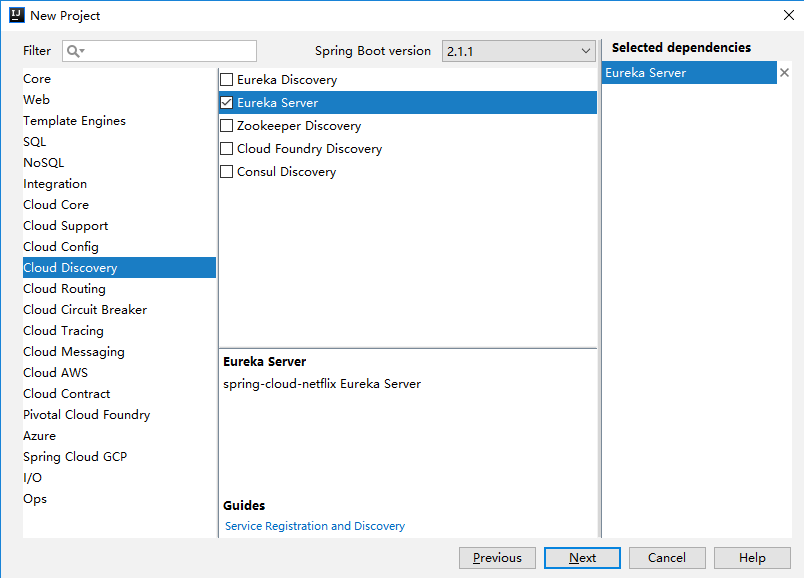 New Project
Filter
Spring Boot version 2.1.1
Selected dependencies
Core
Web
Template Engines
SQL
NoSQL
Integration
Cloud Core
Cloud Support
Cloud Config
Cloud Discovery
Cloud Routing
Cloud Circuit Breaker
Cloud Tracing
Cloud Messaging
Cloud AWS
Cloud Contract
Pivotal Cloud Foundry
Azure
Spring Cloud GCP
I/O
Ops
Eureka Discovery
Eureka Server
Zookeeper Discovery
Cloud Foundry Discovery
Consul Discovery
Eureka Server
spring-cloud-netflix Eureka Server
Guides
Service Registration and Discovery
Eureka Server
Previous
Next
Cancel
Help